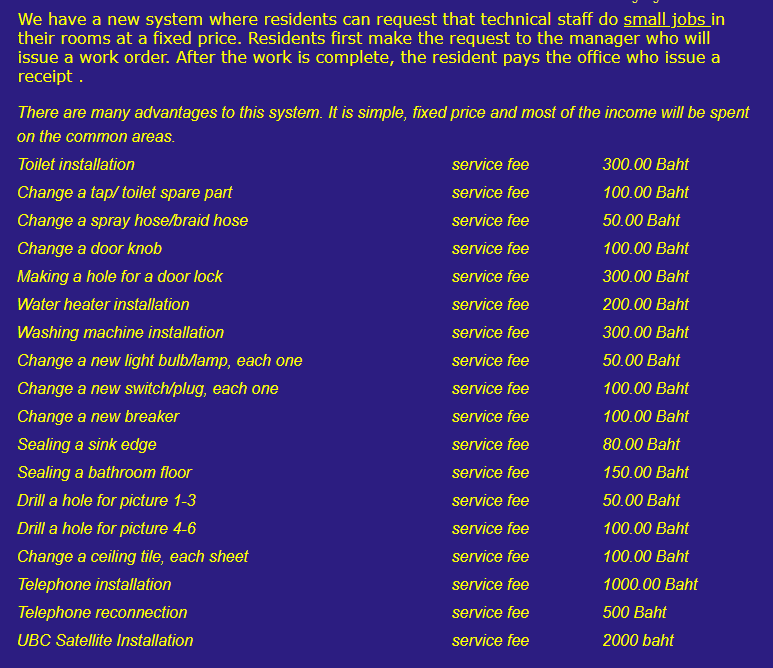 We have a new system where residents can request that technical staff do small jobs in
their rooms at a fixed price. Residents first make the request to the manager who will
issue a work order. After the work is complete, the resident pays the office who issue a
receipt .
There are many advantages to this system. It is simple, fixed price and most of the income will be spent
on the common areas.
Toilet installation service fee 300.00 Baht
Change a tap/ toilet spare part service fee 100.00 Baht
Change a spray hose/braid hose service fee 50.00 Baht
Change a door knob service fee 100.00 Baht
Making a hole for a door lock service fee 300.00 Baht
Water heater installation service fee 200.00 Baht
Washing machine installation service fee 300.00 Baht
Change a new light bulb/lamp, each one service fee 50.00 Baht
Change a new switch/plug, each one service fee 100.00 Baht
Change a new breaker service fee 100.00 Baht
Sealing a sink edge service fee 80.00 Baht
Sealing a bathroom floor service fee 150.00 Baht
Drill a hole for picture 1-3 service fee 50.00 Baht
Drill a hole for picture 4-6 service fee 100.00 Baht
Change a ceiling tile, each sheet service fee 100.00 Baht
Telephone installation service fee 1000.00 Baht
Telephone reconnection service fee 500 Baht
UBC Satellite Installation service fee 2000 baht